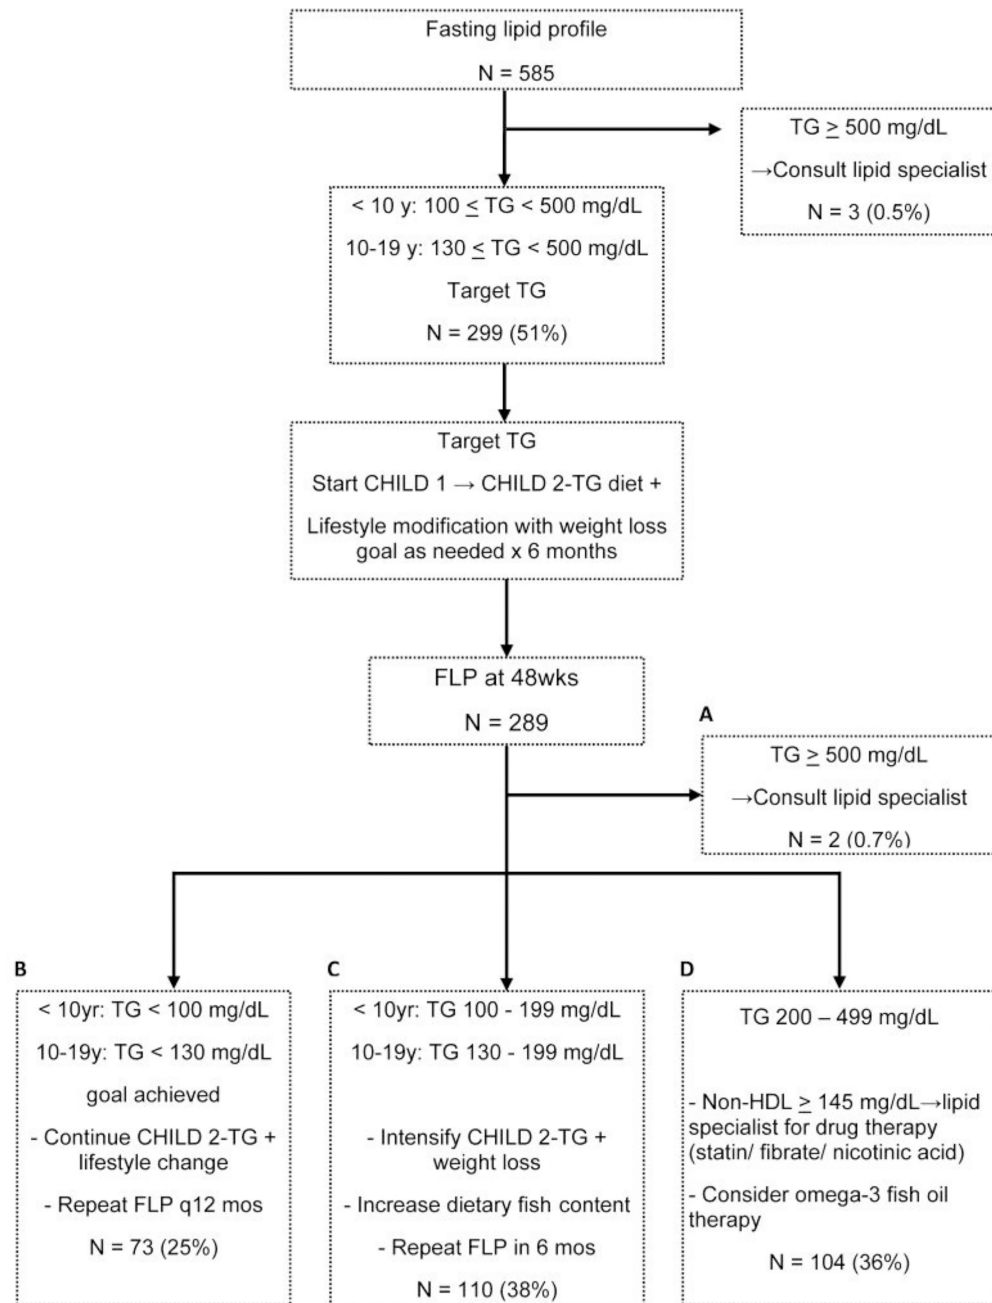 Fasting lipid profile
N = 585
TG ≥ 500 mg/dL
→Consult lipid specialist
N = 3 (0.5%)
< 10 y: 100 ≤ TG < 500 mg/dL
10-19 y: 130 ≤ TG < 500 mg/dL
Target TG
N = 299 (51%)
Target TG
Start CHILD 1 → CHILD 2-TG diet +
Lifestyle modification with weight loss
goal as needed x 6 months
FLP at 48wks
N = 289
A
TG ≥ 500 mg/dL
→Consult lipid specialist
N = 2 (0.7%)
B
< 10yr: TG < 100 mg/dL
10-19y: TG < 130 mg/dL
goal achieved
- Continue CHILD 2-TG +
lifestyle change
- Repeat FLP q12 mos
N = 73 (25%)
C
< 10yr: TG 100 - 199 mg/dL
10-19y: TG 130 - 199 mg/dL
- Intensify CHILD 2-TG +
weight loss
- Increase dietary fish content
- Repeat FLP in 6 mos
N = 110 (38%)
D
TG 200 – 499 mg/dL
- Non-HDL ≥ 145 mg/dL→lipid
specialist for drug therapy
(statin/ fibrate/ nicotinic acid)
- Consider omega-3 fish oil
therapy
N = 104 (36%)